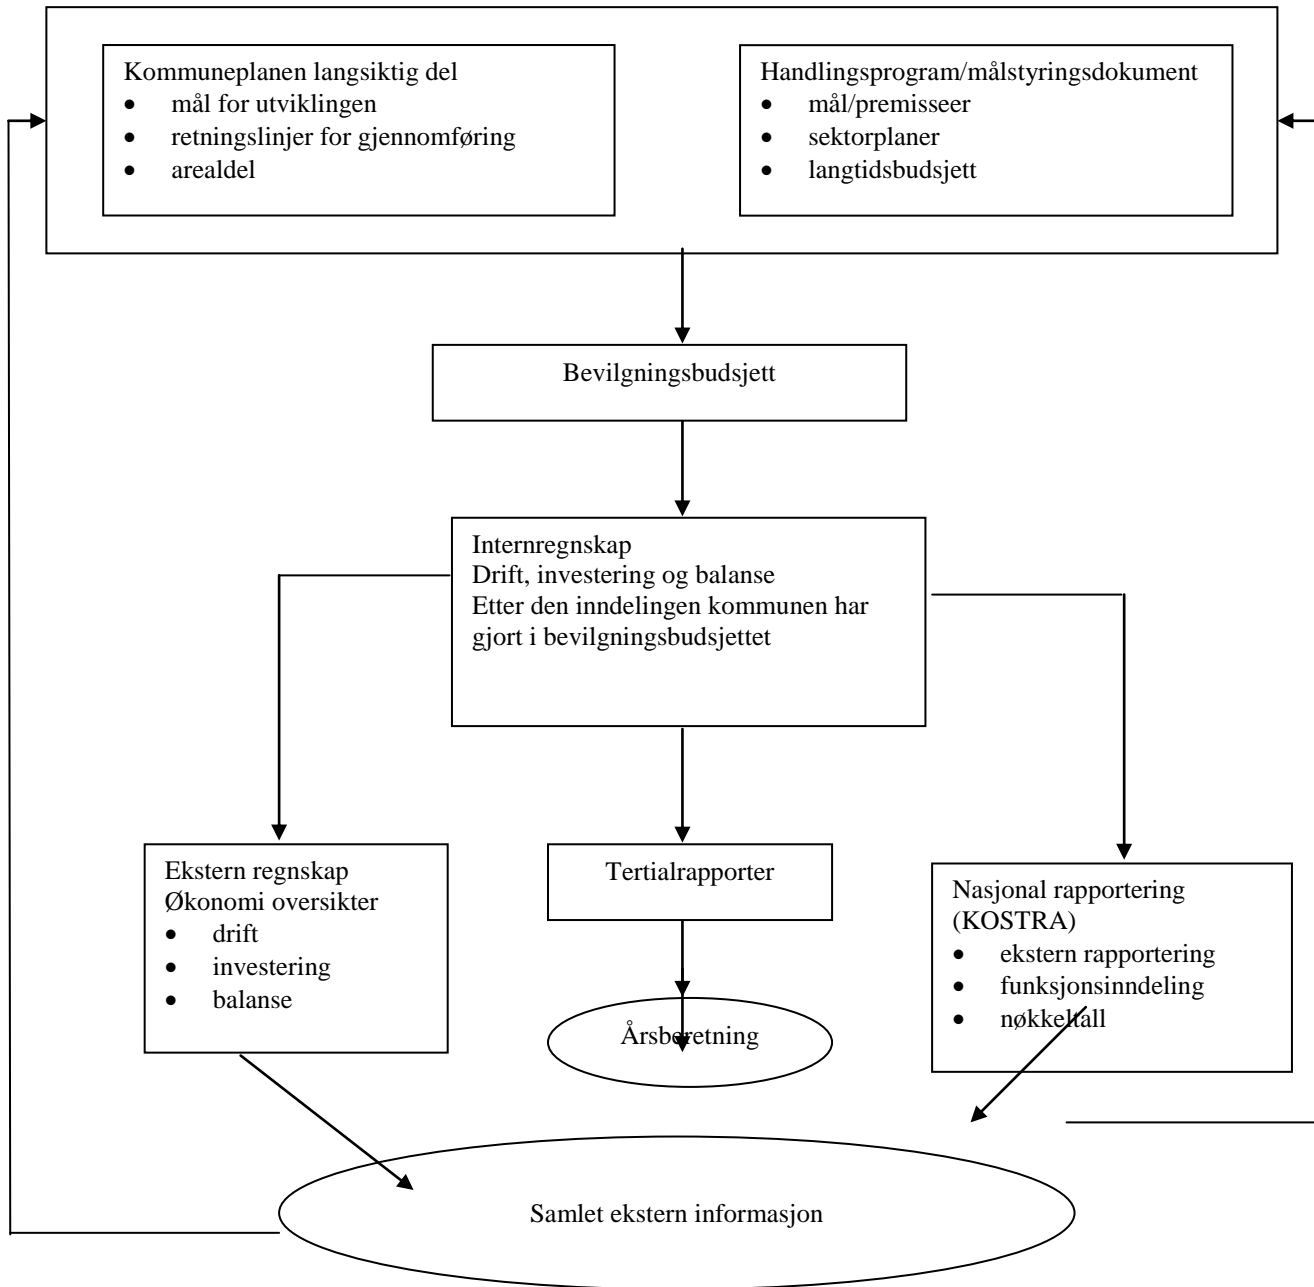 Kommuneplanen langsiktig del
• mål for utviklingen
• retningslinjer for gjennomføring
• arealdel
Handlingsprogram/målstyringsdokument
• mål/premisseer
• sektorplaner
• langtidsbudsjett
Bevilgningsbudsjett
Internregnskap
Drift, investering og balanse
Etter den inndelingen kommunen har
gjort i bevilgningsbudsjettet
Ekstern regnskap
Økonomi oversikter
• drift
• investering
• balanse
Tertialrapporter
Årsberetning
Nasjonal rapportering
(KOSTRA)
• ekstern rapportering
• funksjonsinndeling
• nøkkeltall
Samlet ekstern informasjon